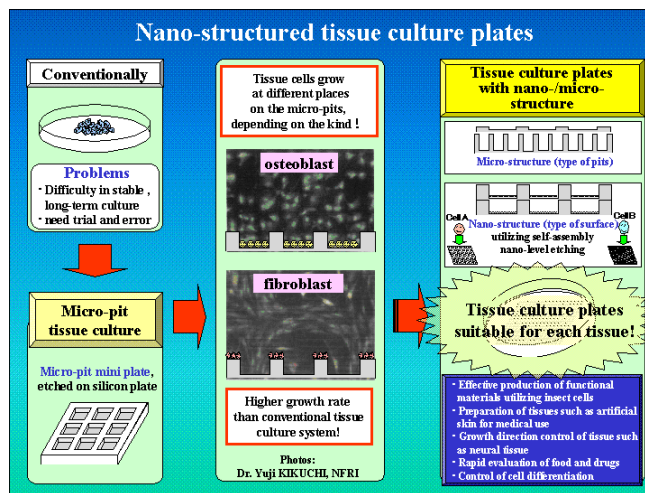 Nano-structured tissue culture plates
Conventionally
Problems
· Difficulty in stable ,
long-term culture
· need trial and error
Micro-pit
tissue culture
Micro-pit mini plate,
etched on silicon plate
Tissue cells grow
at different places
on the micro-pits,
depending on the kind !
osteoblast
fibroblast
Higher growth rate
than conventional tissue
culture system!
Photos:
Dr. Yuji KIKUCHI, NFRI
Tissue culture plates
with nano-/micro-
structure
Micro-structure (type of pits)
Cell A
Cell B
Nano-structure (type of surface)
utilizing self-assembly
nano-level etching
Tissue culture plates
suitable for each tissue!
· Effective production of functional
materials utilizing insect cells
· Preparation of tissues such as artificial
skin for medical use
· Growth direction control of tissue such
as neural tissue
· Rapid evaluation of food and drugs
· Control of cell differentiation